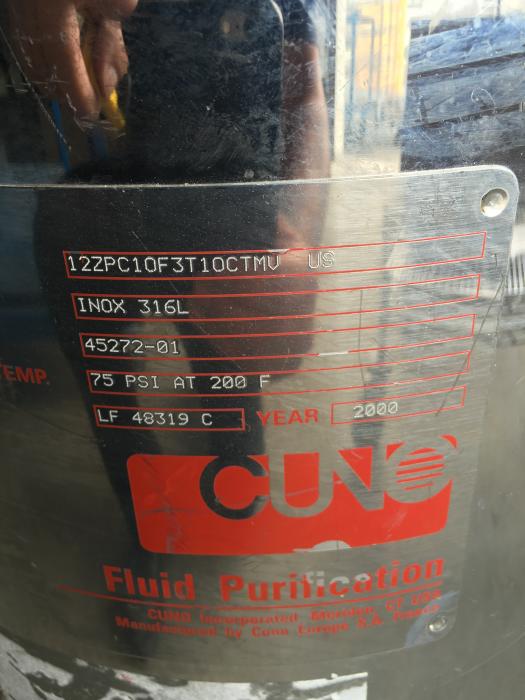 12ZPC10F3T10CTMV US
INOX 316L
45272-01
TEMP. 75 PSI AT 200 F
LF 48319 C YEAR 2000
CUNO
Fluid Purification
CUNO Incorporated. Meriden, CT USA
Manufactured by Cuno Europe S.A. France